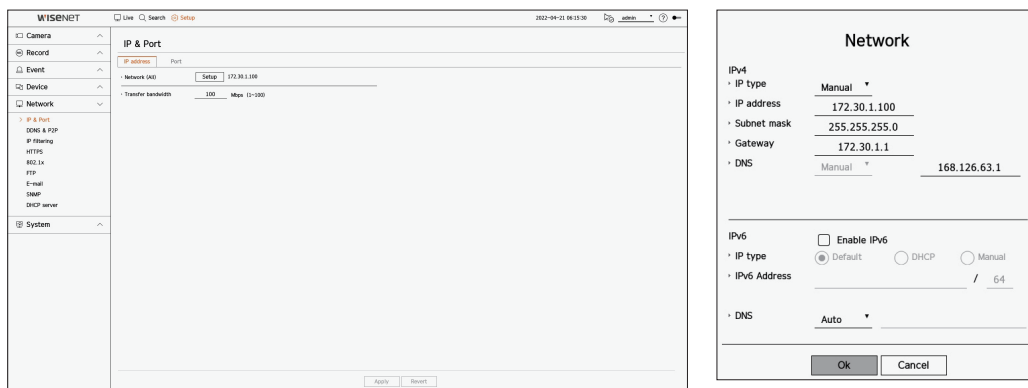 WISENET
Live Search Setup
2022-04-21 06:15:30
admin
?
Camera
Record
Event
Device
Network
> IP & Port
DDNS & P2P
IP filtering
HTTPS
802.1x
FTP
E-mail
SNMP
DHCP server
System
IP & Port
IP address Port
Network (All) Setup 172.30.1.100
Transfer bandwidth 100 Mbps (1~100)
Apply Revert
Network
IPv4
IP type Manual
IP address 172.30.1.100
Subnet mask 255.255.255.0
Gateway 172.30.1.1
DNS Manual 168.126.63.1
IPv6 Enable IPv6
IP type Default DHCP Manual
IPv6 Address / 64
DNS Auto
Ok Cancel